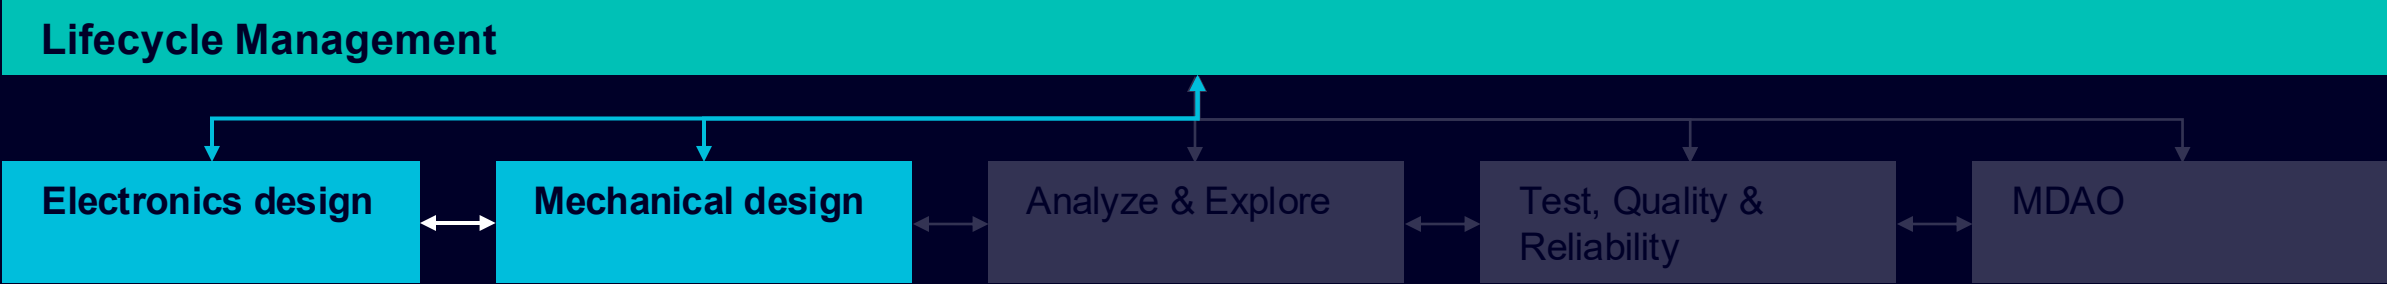 Lifecycle Management
Electronics design
Mechanical design
Analyze & Explore
Test, Quality &
Reliability
MDAO